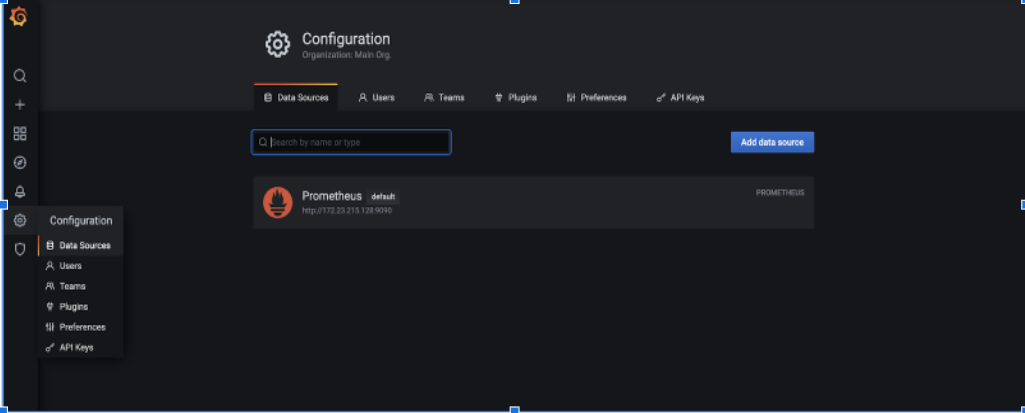 Configuration
Organization: Main Org.
Data Sources Users Teams Plugins Preferences API Keys
Search by name or type
Add data source
Prometheus default
PROMETHEUS
http://172.23.215.128:9090
Configuration
Data Sources
Users
Teams
Plugins
Preferences
API Keys